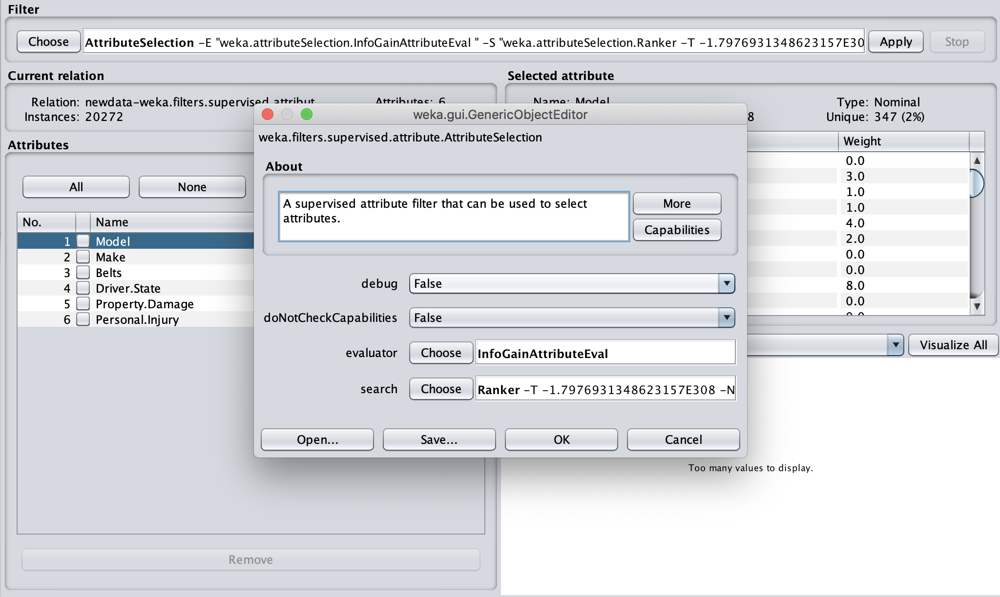 Filter
Choose AttributeSelection -E "weka.attributeSelection.InfoGainAttributeEval " -S "weka.attributeSelection.Ranker -T -1.7976931348623157E30 Apply Stop
Current relation
Relation: newdata-weka.filters.supervised.attribut Attributes: 6
Instances: 20272
Selected attribute
Name: Model Type: Nominal
8 Unique: 347 (2%)
Attributes
All None
No. Name
1 Model
2 Make
3 Belts
4 Driver.State
5 Property.Damage
6 Personal.Injury
Remove
weka.gui.GenericObjectEditor
weka.filters.supervised.attribute.AttributeSelection
About
A supervised attribute filter that can be used to select
attributes.
More
Capabilities
debug False
doNotCheckCapabilities False
evaluator Choose InfoGainAttributeEval
search Choose Ranker -T -1.7976931348623157E308 -N
Open... Save... OK Cancel
Weight
0.0
3.0
1.0
1.0
4.0
2.0
0.0
0.0
8.0
0.0
0.0
Visualize All
Too many values to display.